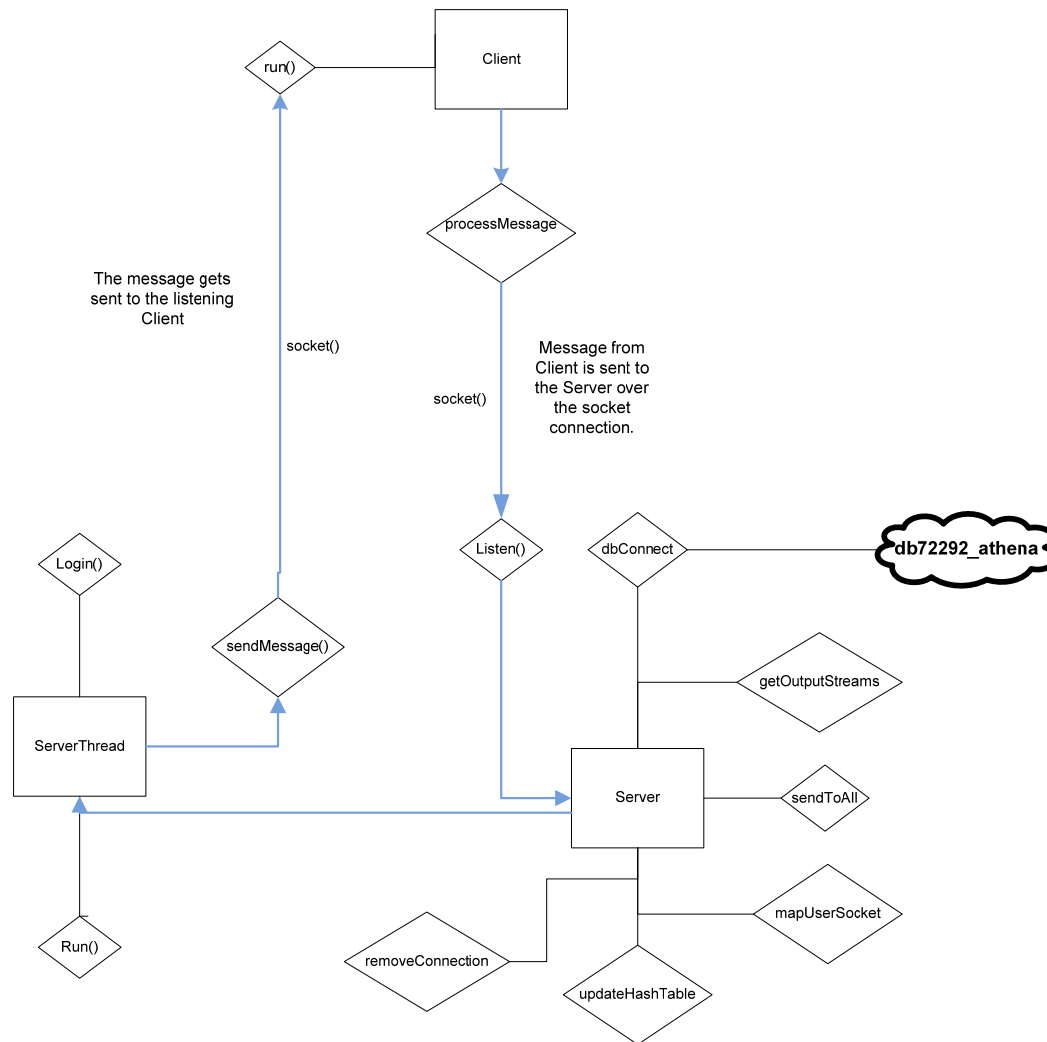 Client
run()
processMessage
The message gets
sent to the listening
Client
socket()
Message from
Client is sent to
the Server over
the socket
connection.
socket()
Login()
Listen()
dbConnect
db72292_athena
sendMessage()
getOutputStreams
ServerThread
Server
sendToAll
Run()
removeConnection
mapUserSocket
updateHashTable